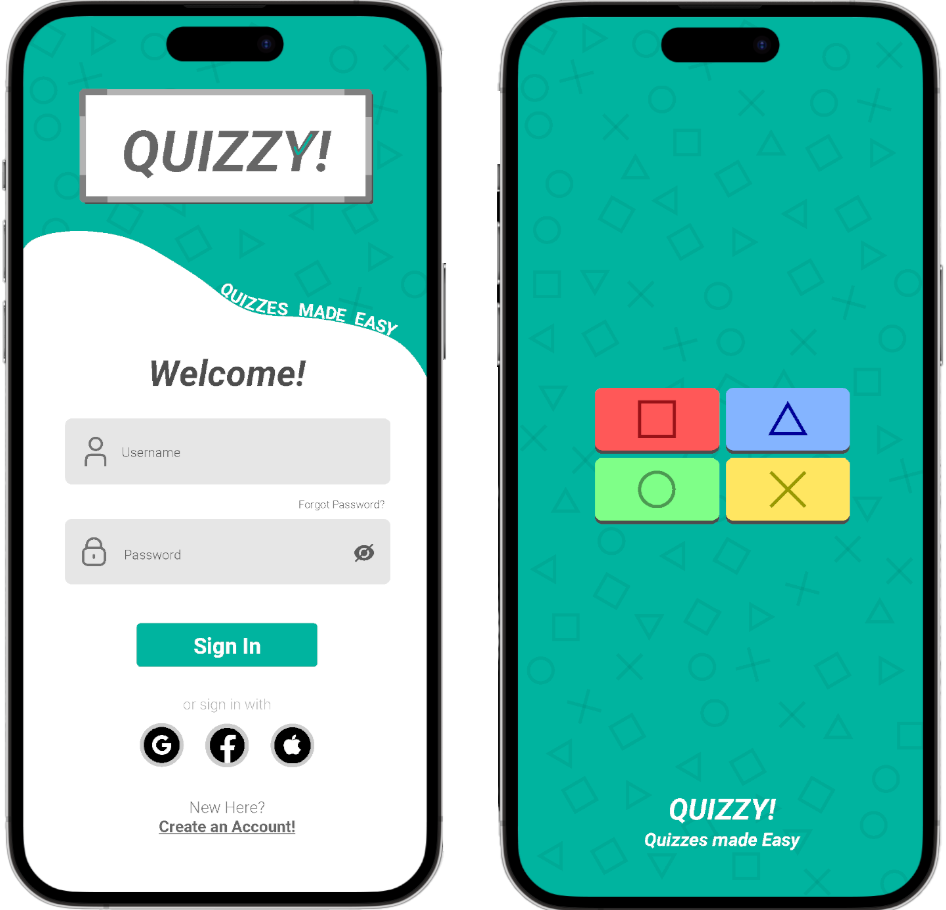 QUIZZY!
QUIZZES MADE EASY
Welcome!
Username
Forgot Password?
Password
Sign In
or sign in with
G
f
New Here?
Create an Account!
QUIZZY!
Quizzes made Easy